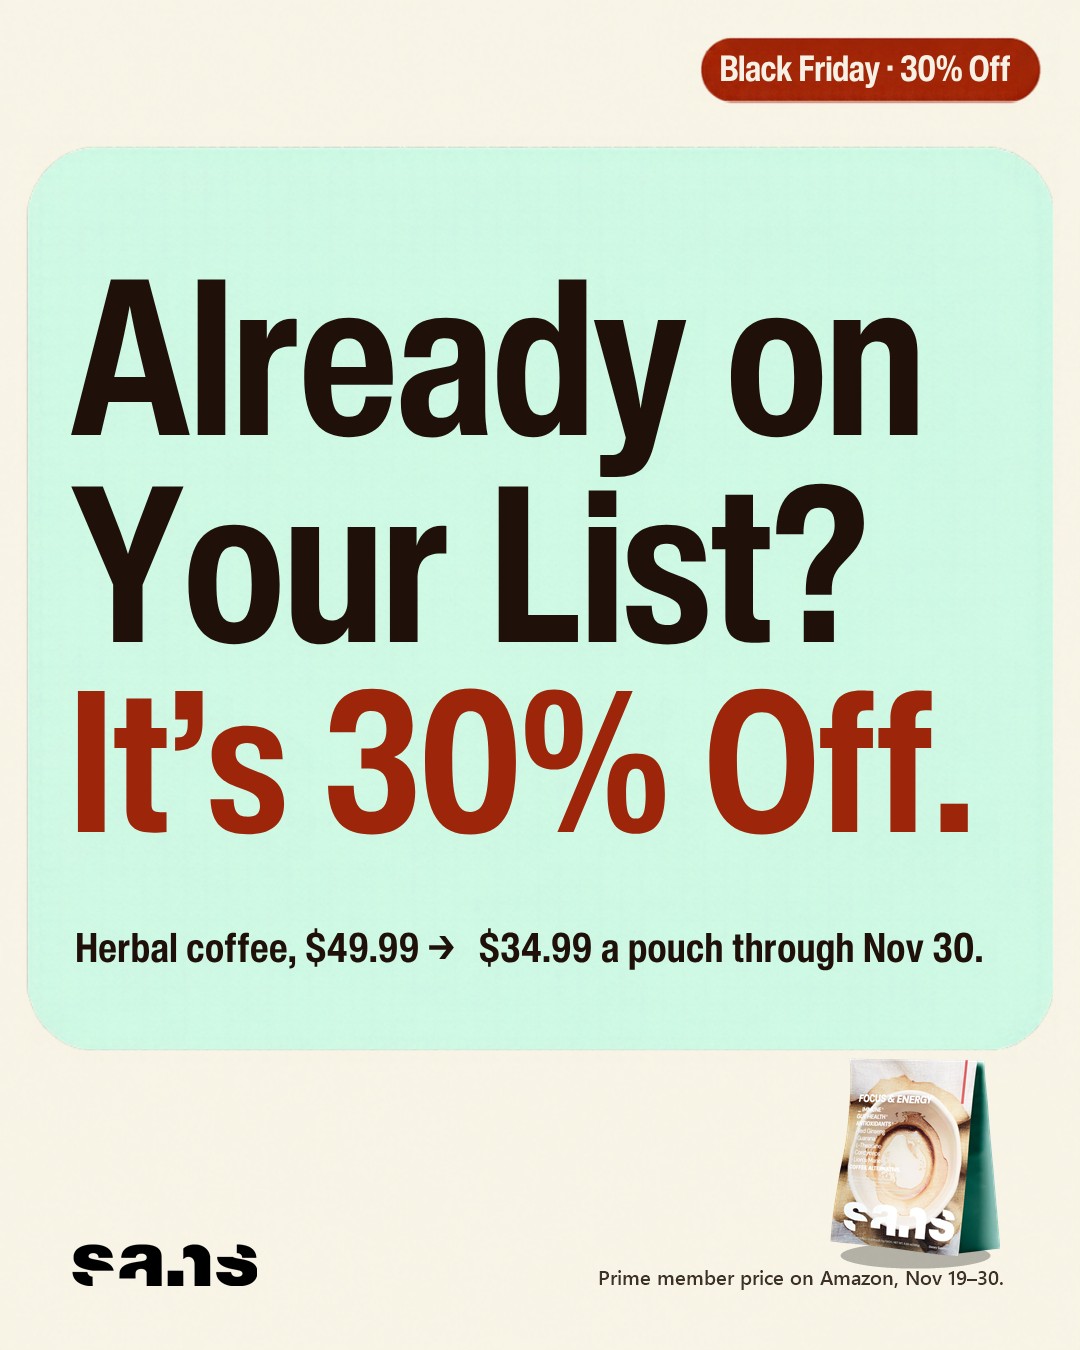 Black Friday · 30% Off
Already on
Your List?
It’s 30% Off.
Herbal coffee, $49.99 → $34.99 a pouch through Nov 30.
FOCUS & ENERGY
sans
sans
Prime member price on Amazon, Nov 19–30.